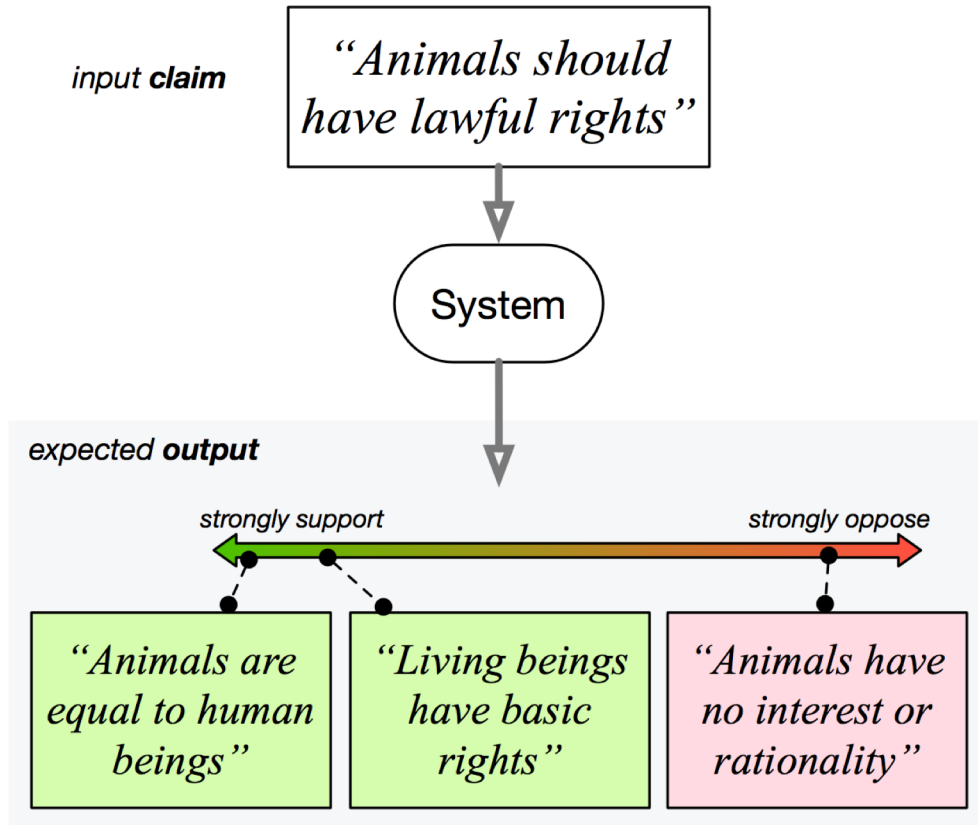 input claim
“Animals should
have lawful rights”
System
expected output
strongly support
strongly oppose
“Animals are
equal to human
beings”
“Living beings
have basic
rights”
“Animals have
no interest or
rationality”